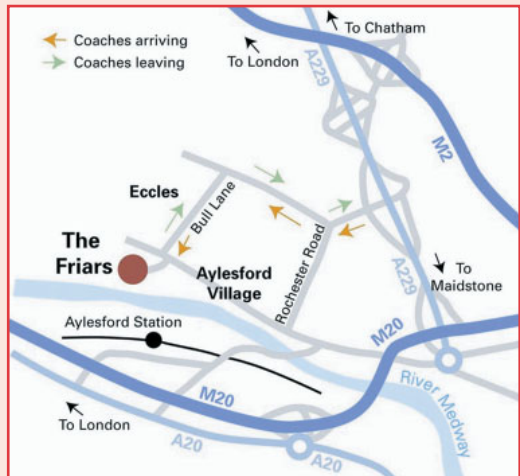 Coaches arriving
Coaches leaving
To London
To Chatham
A229
M2
Eccles
Bull Lane
The
Friars
Aylesford
Village
Rochester Road
A229
To
Maidstone
Aylesford Station
M20
M20
River Medway
To London
A20
A20